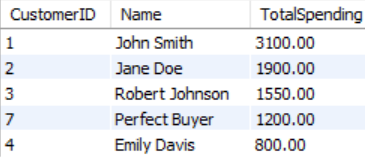 CustomerID Name TotalSpending
1 John Smith 3100.00
2 Jane Doe 1900.00
3 Robert Johnson 1550.00
7 Perfect Buyer 1200.00
4 Emily Davis 800.00